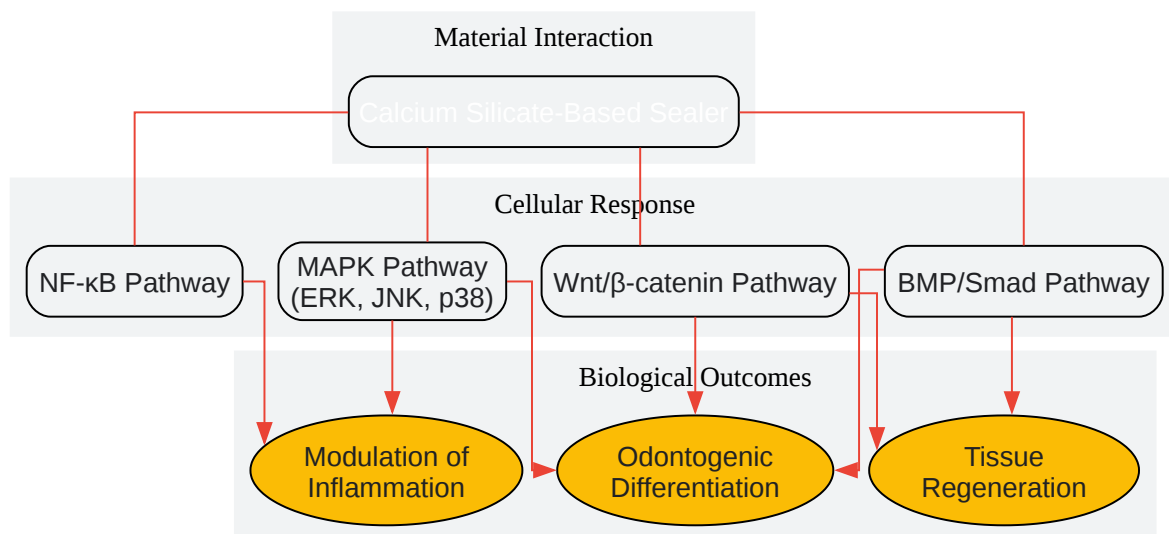 Material Interaction
Calcium Silicate-Based Sealer
Cellular Response
NF-κB Pathway
MAPK Pathway
(ERK, JNK, p38)
Wnt/β-catenin Pathway
BMP/Smad Pathway
Biological Outcomes
Modulation of
Inflammation
Odontogenic
Differentiation
Tissue
Regeneration